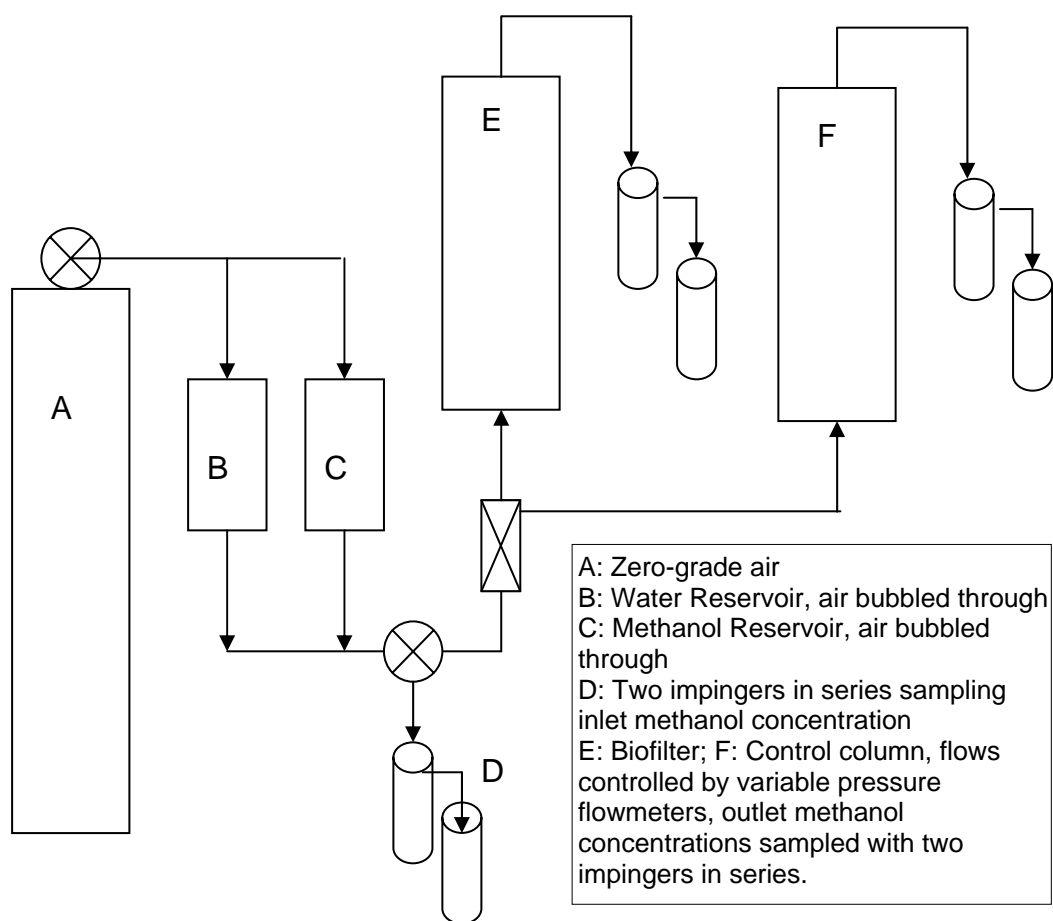 E
F
A
B
C
D
A: Zero-grade air
B: Water Reservoir, air bubbled through
C: Methanol Reservoir, air bubbled
through
D: Two impingers in series sampling
inlet methanol concentration
E: Biofilter; F: Control column, flows
controlled by variable pressure
flowmeters, outlet methanol
concentrations sampled with two
impingers in series.